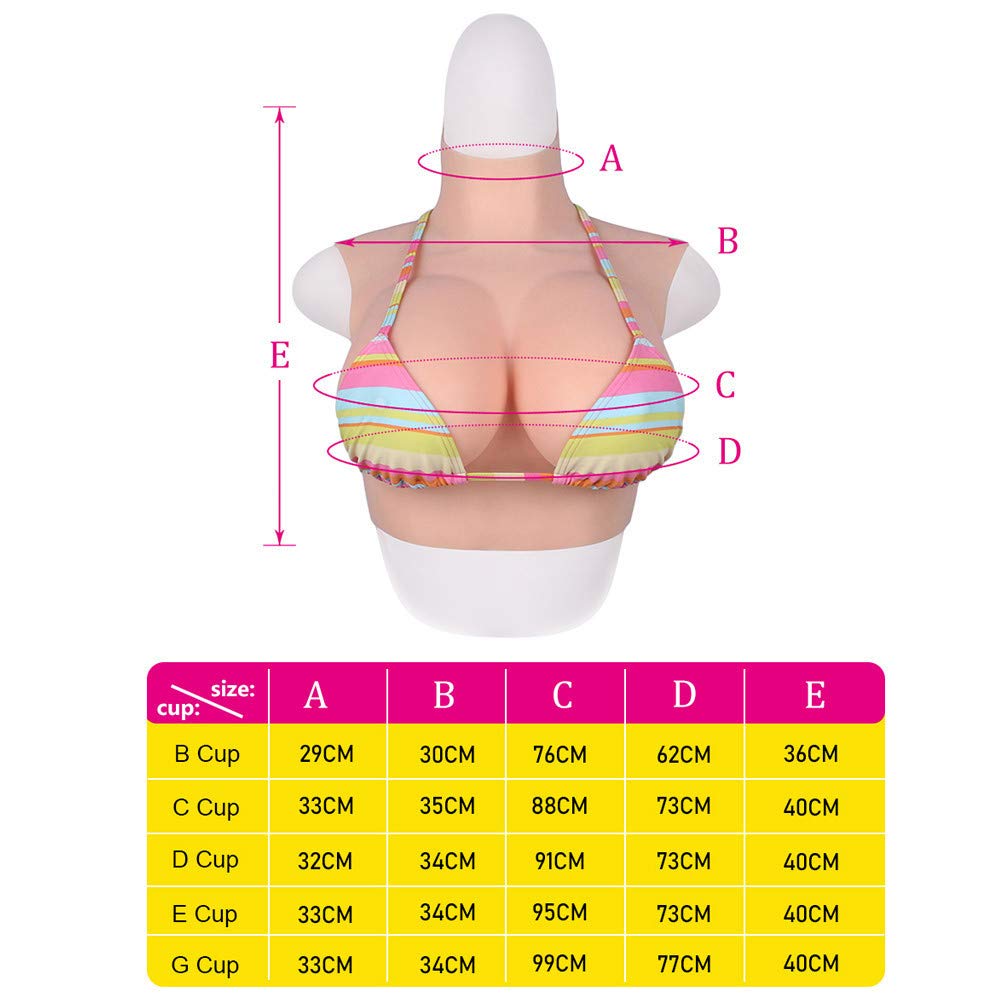 A
B
E
C
D
size: A B C D E
cup:
B Cup 29CM 30CM 76CM 62CM 36CM
C Cup 33CM 35CM 88CM 73CM 40CM
D Cup 32CM 34CM 91CM 73CM 40CM
E Cup 33CM 34CM 95CM 73CM 40CM
G Cup 33CM 34CM 99CM 77CM 40CM